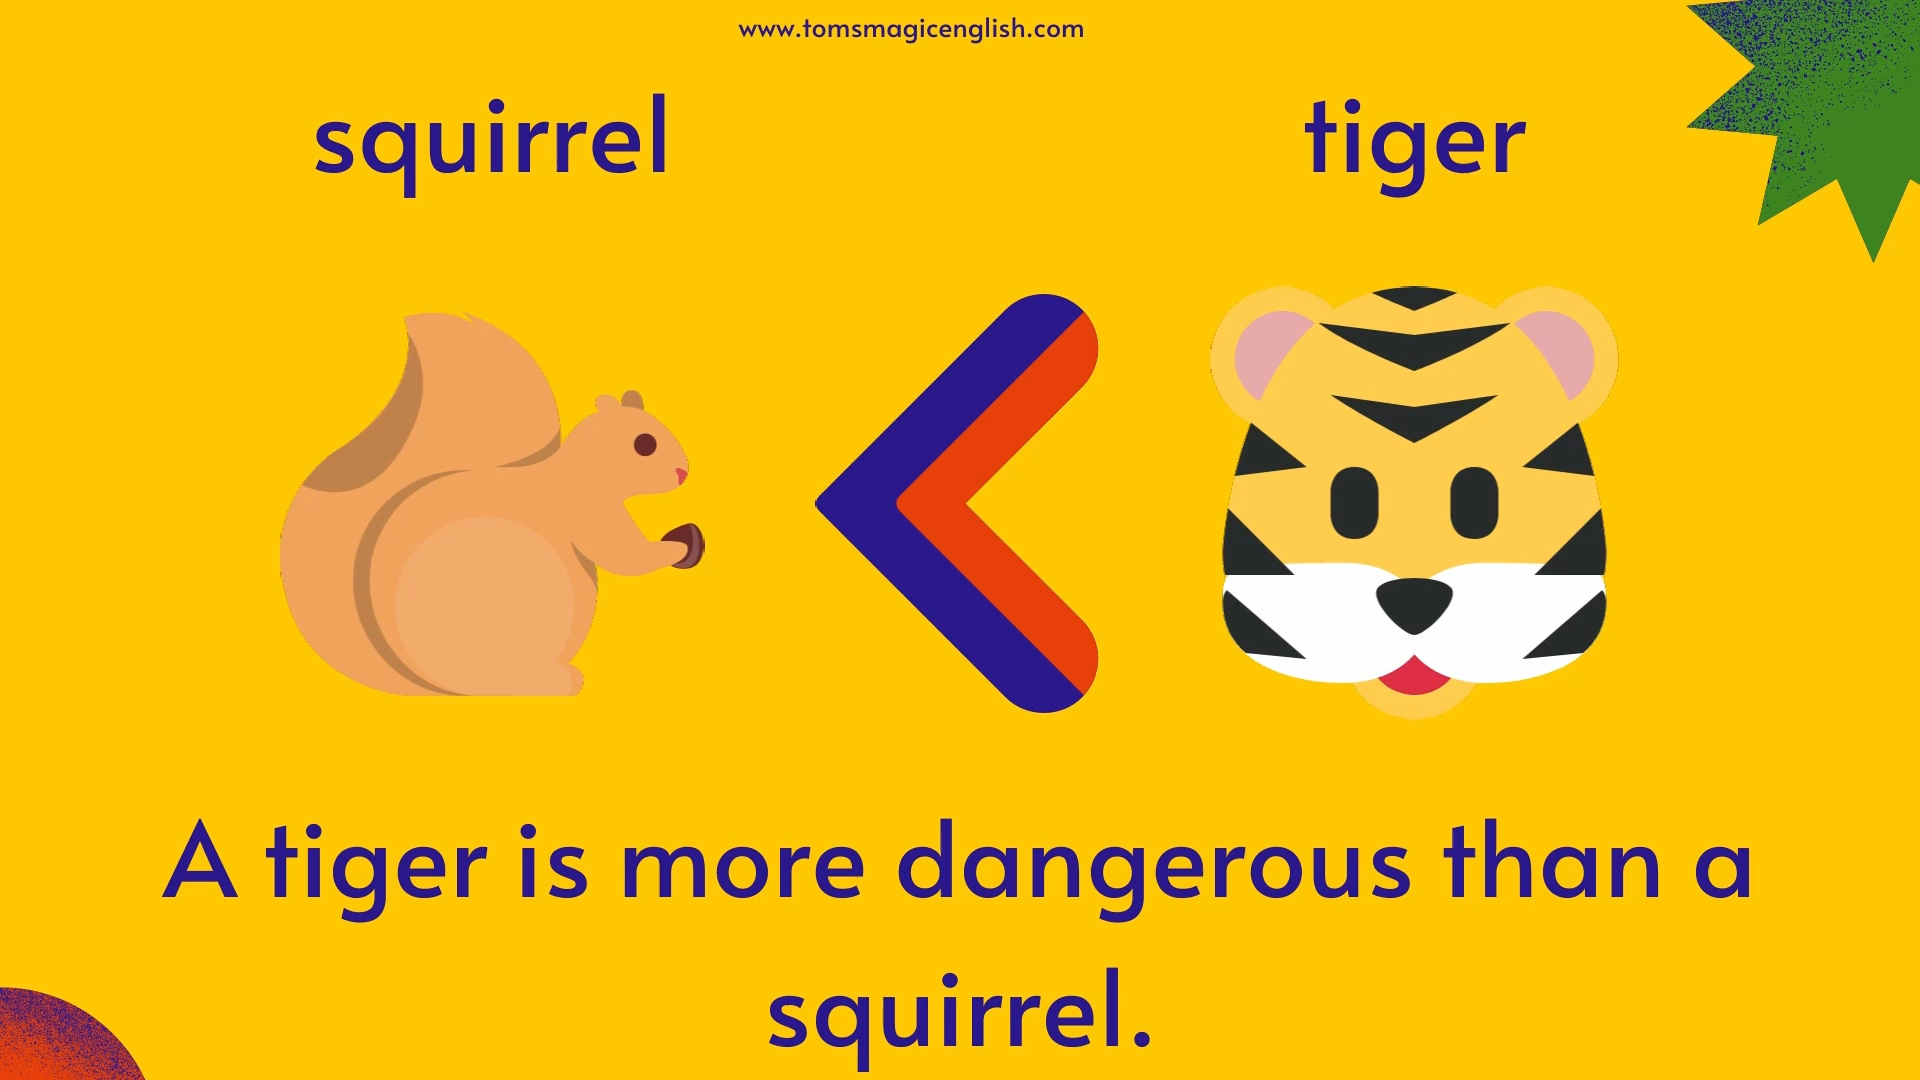 www.tomsmagicenglish.com
squirrel
tiger
A tiger is more dangerous than a
squirrel.